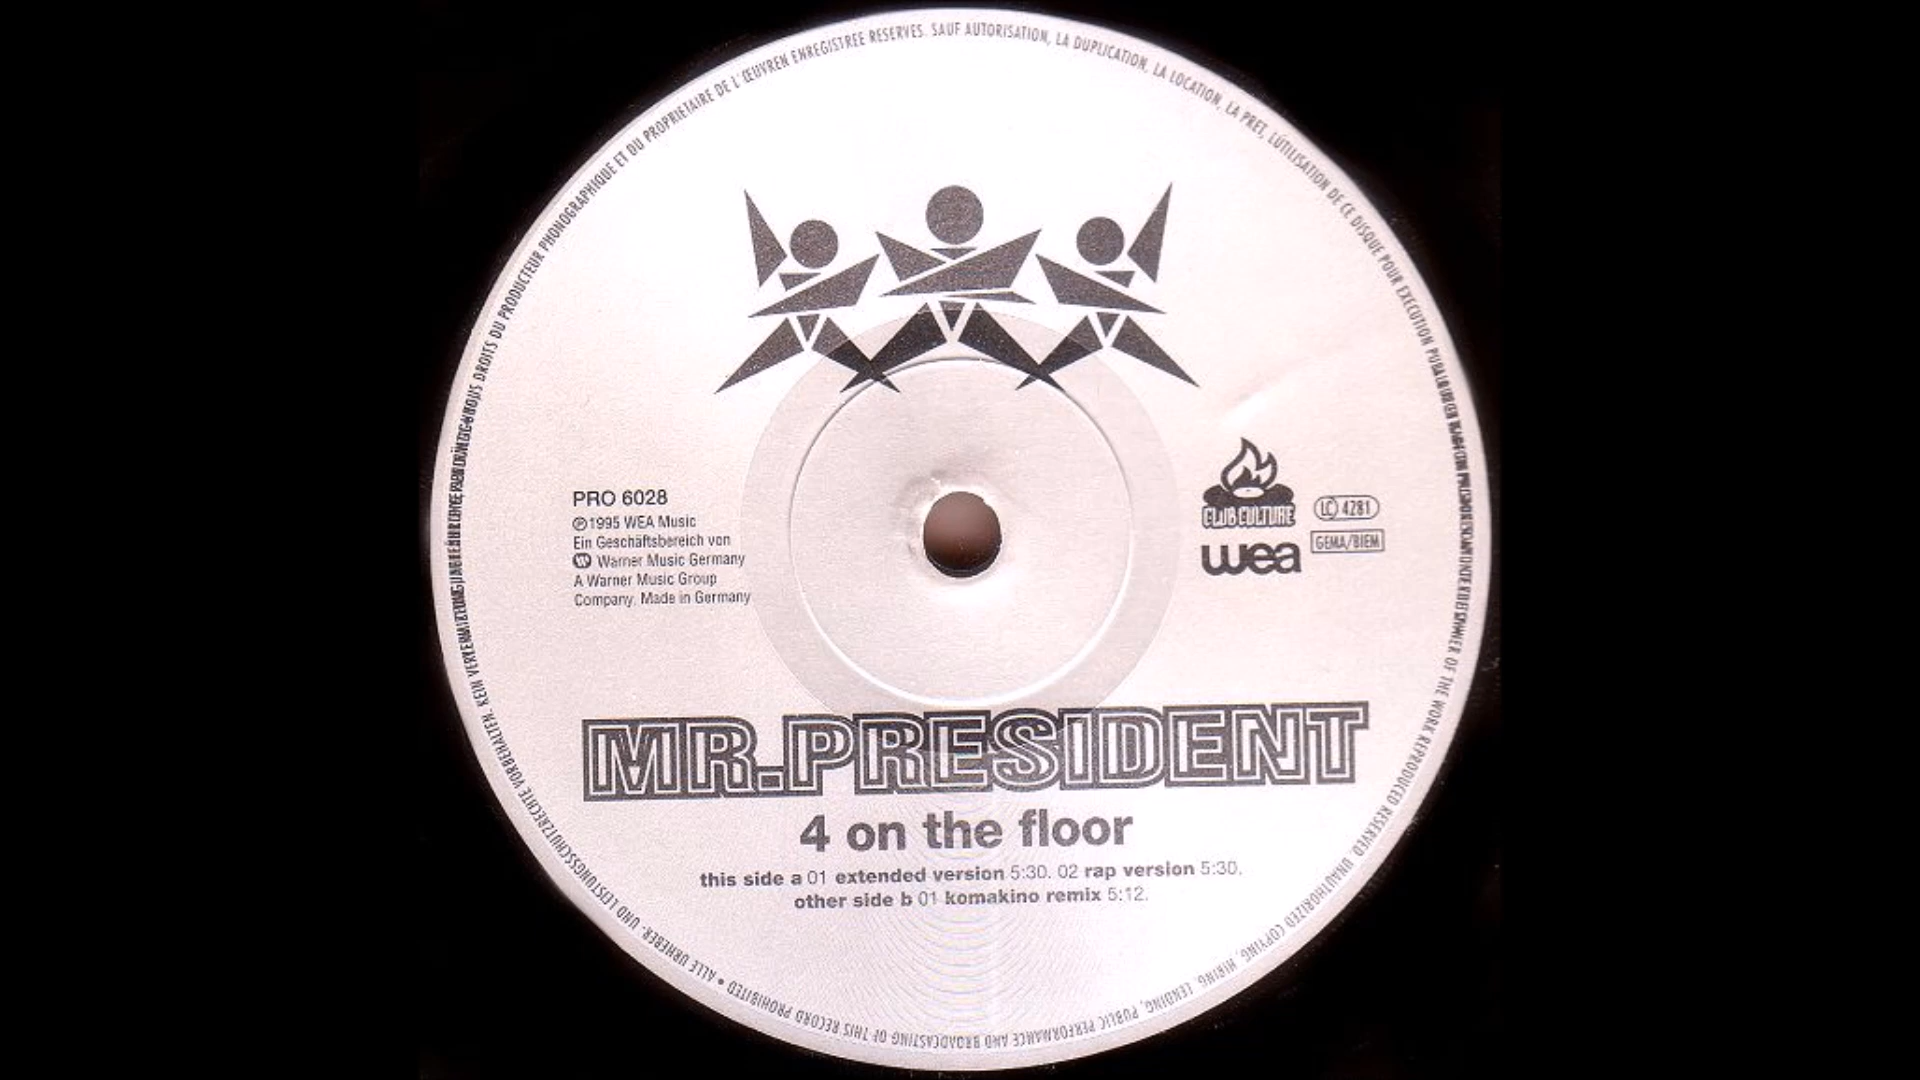 DROITS DU PRODUCTEUR PHONOGRAPHIQUE ET DU PROPRIETAIRE DE L'ŒUVREN ENREGISTREE RESERVES. SAUF AUTORISATION, LA DUPLICATION, LA LOCATION, LA PRET, L'UTILISATION DE CE DISQUE POUR EXECUTION
PRO 6028
℗1995 WEA Music
Ein Geschäftsbereich von
Warner Music Germany
A Warner Music Group
Company. Made in Germany
CLUB CULTURE
LC 4281
GEMA/BIEM
wea
MR.PRESIDENT
4 on the floor
this side a 01 extended version 5:30. 02 rap version 5:30.
other side b 01 komakino remix 5:12.
OF THE WORK REPRODUCED RESERVED UNAUTHORIZED COPYING, HIRING, LENDING, PUBLIC PERFORMANCE AND BROADCASTING OF THIS RECORD PROHIBITED • ALLE URHEBER- UND LEISTUNGSSCHUTZRECHTE VORBEHALTEN. KEIN